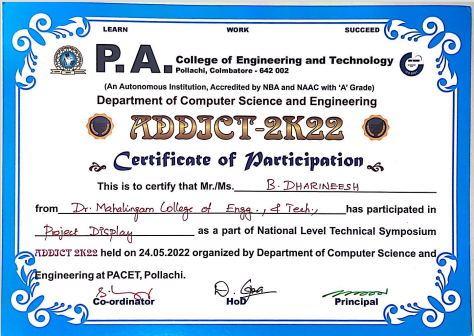 LEARN WORK SUCCEED
P.A. College of Engineering and Technology
Pollachi, Coimbatore - 642 002
(An Autonomous Institution, Accredited by NBA and NAAC with 'A' Grade)
Department of Computer Science and Engineering
ADDICT-2K22
Certificate of Participation
This is to certify that Mr./Ms. B. DHARINEESH
from Dr. Mahalingam College of Engg., & Tech., has participated in
Project Display as a part of National Level Technical Symposium
ADDICT 2K22 held on 24.05.2022 organized by Department of Computer Science and
Engineering at PACET, Pollachi.
Co-ordinator HoD Principal